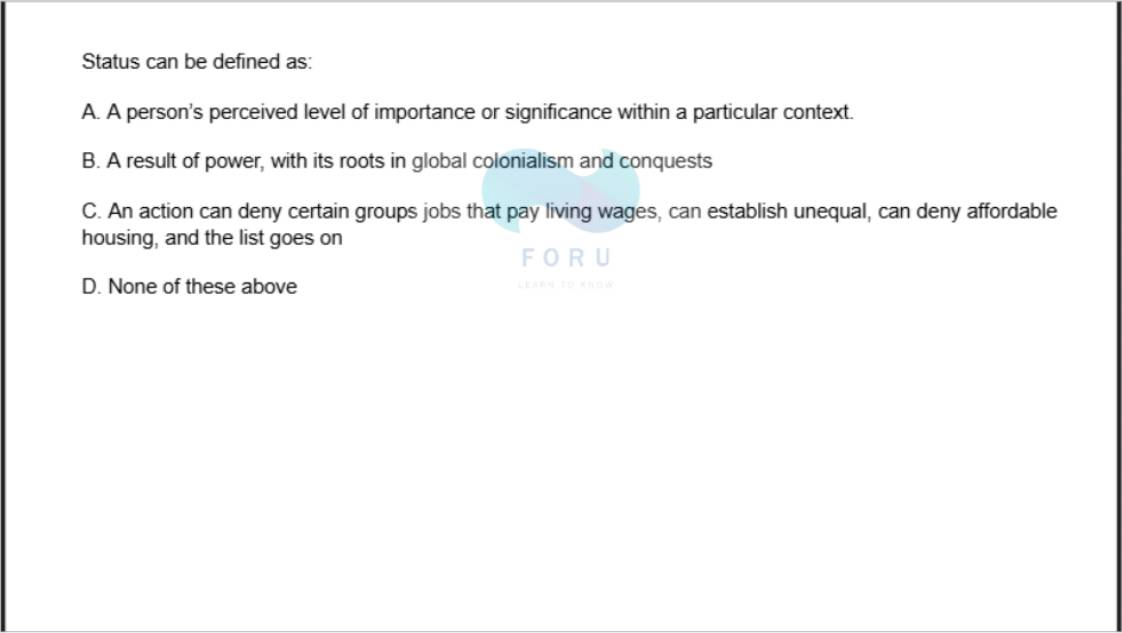 Status can be defined as:
A. A person's perceived level of importance or significance within a particular context.
B. A result of power, with its roots in global colonialism and conquests
C. An action can deny certain groups jobs that pay living wages, can establish unequal, can deny affordable
housing, and the list goes on
FORU
LEARN TO KNOW
D. None of these above